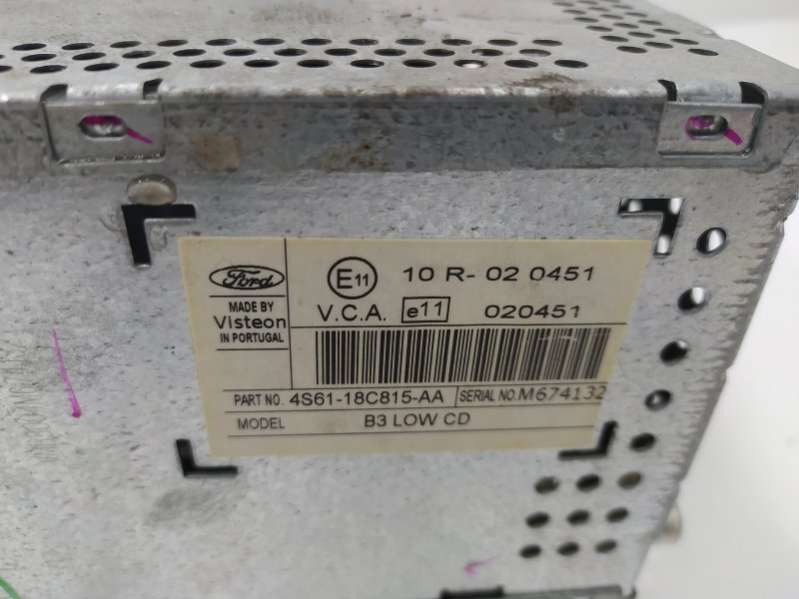 Ford
MADE BY
Visteon
IN PORTUGAL
E11 10 R- 02 0451
V.C.A. e11 020451
PART NO. 4S61-18C815-AA SERIAL NO. M674132
MODEL B3 LOW CD